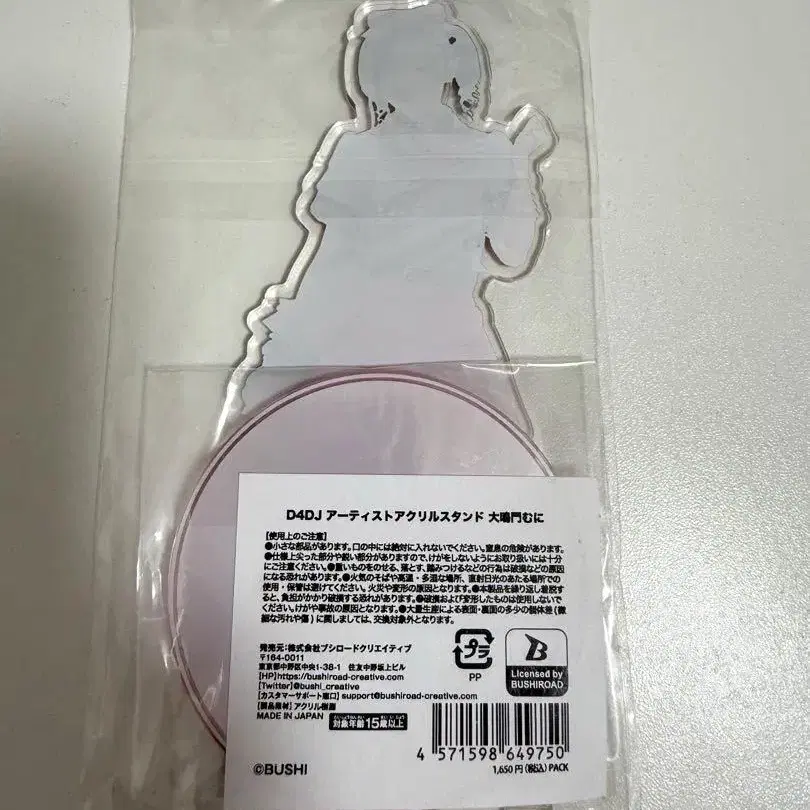 D4DJ アーティストアクリルスタンド 大鳴門むに
【使用上のご注意】
●小さな部品があります。口の中には絶対に入れないでください。窒息の危険があります。
●仕様上尖った部分や鋭い部分がありますので、けがをしないようにお取り扱いには十分
にご注意ください。●重いものをのせる、落とす、踏みつけるなどの行為は破損などの原因
になる恐れがあります。●火気のそばや高温・多湿な場所、直射日光のあたる場所での
使用・保管は避けてください。火災や変形の原因となります。●本製品を繰り返し着脱す
ると、負担がかかり破損する恐れがあります。●破損および変形したものは使用しないで
ください。けがや事故の原因となります。●大量生産による表面・裏面の多少の個体差(微
細な汚れや傷)に関しましては、交換対象外となります。
発売元:株式会社ブシロードクリエイティブ
〒164-0011
東京都中野区中央1-38-1 住友中野坂上ビル
[HP]https://bushiroad-creative.com
[Twitter]@bushi_creative
[カスタマーサポート窓口] support@bushiroad-creative.com
[製品素材] アクリル樹脂
MADE IN JAPAN
対象年齢15歳以上
プラ
PP
B
Licensed by
BUSHIROAD
4 571598 649750
1,650円(税込) PACK
©BUSHI